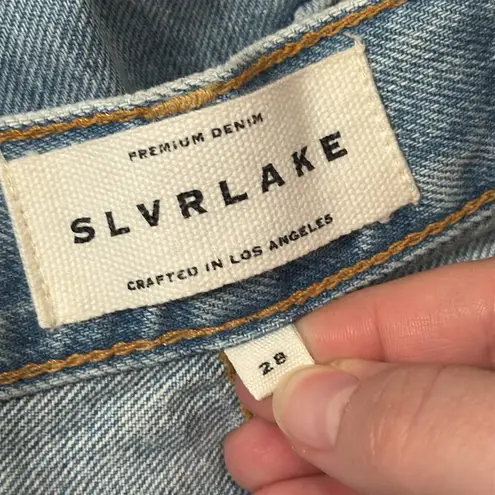 PREMIUM DENIM
SLVRLAKE
CRAFTED IN LOS ANGELES
28